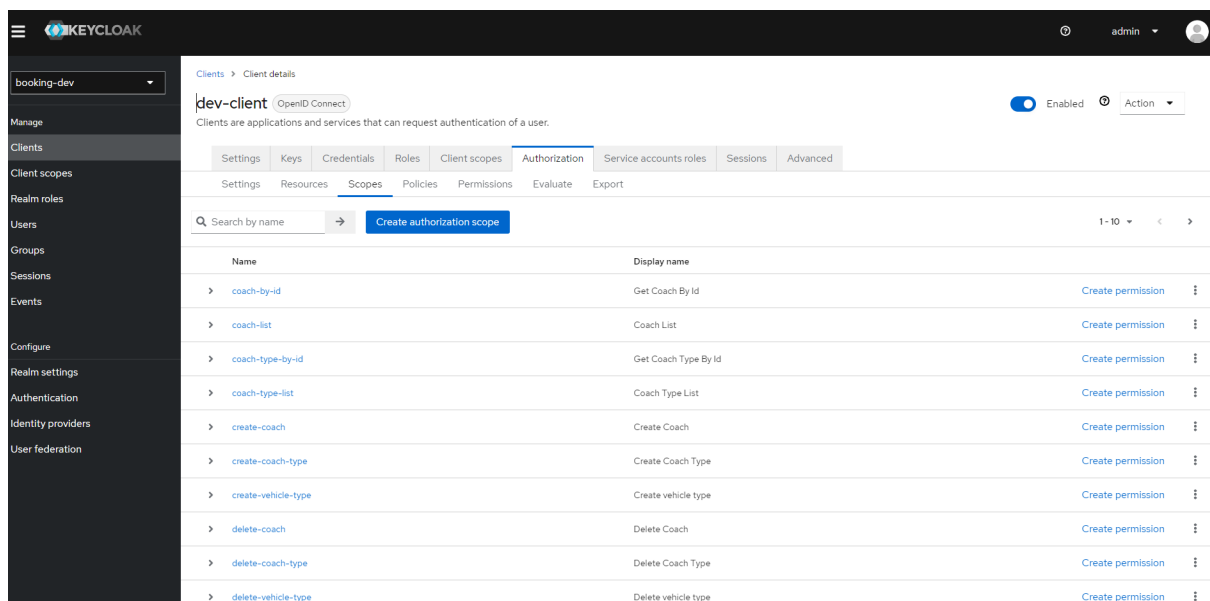 KEYCLOAK
admin
booking-dev
Manage
Clients
Client scopes
Realm roles
Users
Groups
Sessions
Events
Configure
Realm settings
Authentication
Identity providers
User federation
Clients > Client details
dev-client OpenID Connect
Enabled Action
Clients are applications and services that can request authentication of a user.
Settings Keys Credentials Roles Client scopes Authorization Service accounts roles Sessions Advanced
Settings Resources Scopes Policies Permissions Evaluate Export
Search by name Create authorization scope 1 - 10
Name Display name
coach-by-id Get Coach By Id Create permission
coach-list Coach List Create permission
coach-type-by-id Get Coach Type By Id Create permission
coach-type-list Coach Type List Create permission
create-coach Create Coach Create permission
create-coach-type Create Coach Type Create permission
create-vehicle-type Create vehicle type Create permission
delete-coach Delete Coach Create permission
delete-coach-type Delete Coach Type Create permission
delete-vehicle-type Delete vehicle type Create permission